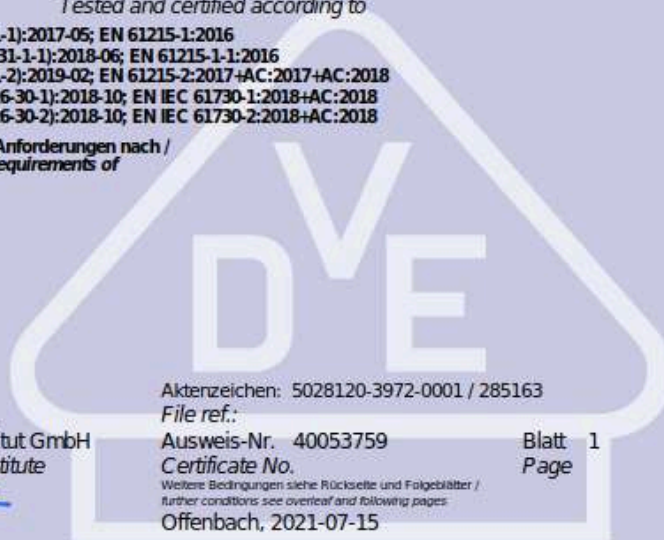 Tested and certified according to
-1):2017-05; EN 61215-1:2016
31-1-1):2018-06; EN 61215-1-1:2016
-2):2019-02; EN 61215-2:2017+AC:2017+AC:2018
6-30-1):2018-10; EN IEC 61730-1:2018+AC:2018
6-30-2):2018-10; EN IEC 61730-2:2018+AC:2018
Anforderungen nach /
equirements of
VDE
Aktenzeichen: 5028120-3972-0001 / 285163
File ref.:
tut GmbH Ausweis-Nr. 40053759 Blatt 1
titute Certificate No. Page
Weitere Bedingungen siehe Rückseite und Folgeblätter /
further conditions see overleaf and following pages
Offenbach, 2021-07-15